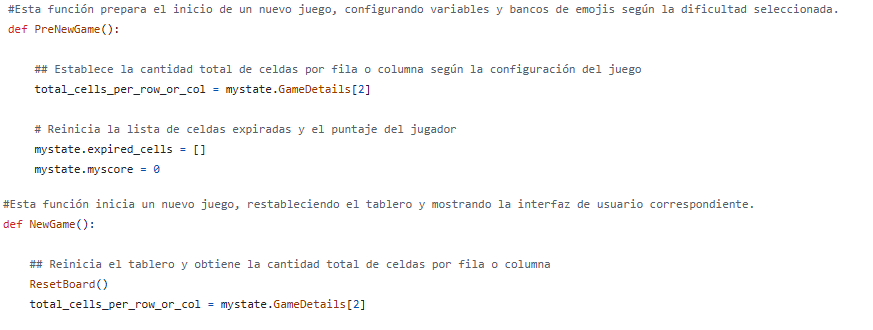 #Esta función prepara el inicio de un nuevo juego, configurando variables y bancos de emojis según la dificultad seleccionada.
def PreNewGame():
## Establece la cantidad total de celdas por fila o columna según la configuración del juego
total_cells_per_row_or_col = mystate.GameDetails[2]
# Reinicia la lista de celdas expiradas y el puntaje del jugador
mystate.expired_cells = []
mystate.myscore = 0
#Esta función inicia un nuevo juego, restableciendo el tablero y mostrando la interfaz de usuario correspondiente.
def NewGame():
## Reinicia el tablero y obtiene la cantidad total de celdas por fila o columna
ResetBoard()
total_cells_per_row_or_col = mystate.GameDetails[2]